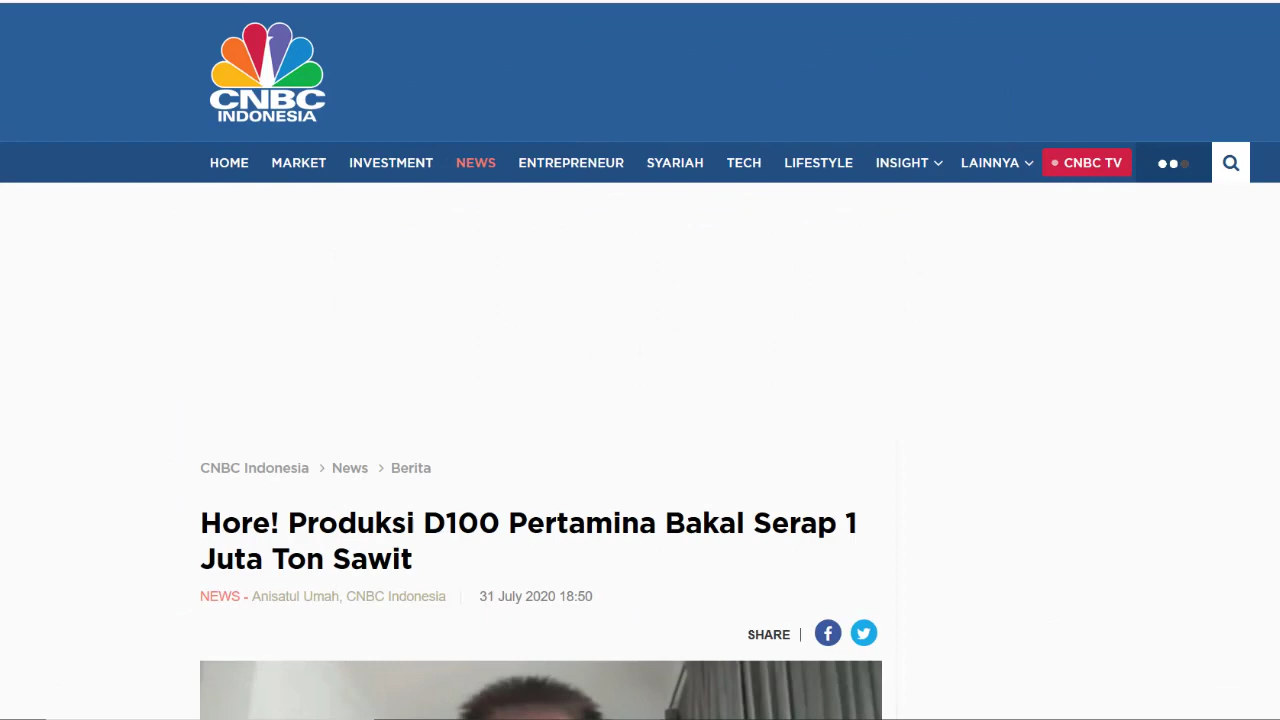 CNBC
INDONESIA
HOME MARKET INVESTMENT NEWS ENTREPRENEUR SYARIAH TECH LIFESTYLE INSIGHT LAINNYA CNBC TV
CNBC Indonesia > News > Berita
Hore! Produksi D100 Pertamina Bakal Serap 1
Juta Ton Sawit
NEWS - Anisatul Umah, CNBC Indonesia | 31 July 2020 18:50
SHARE |